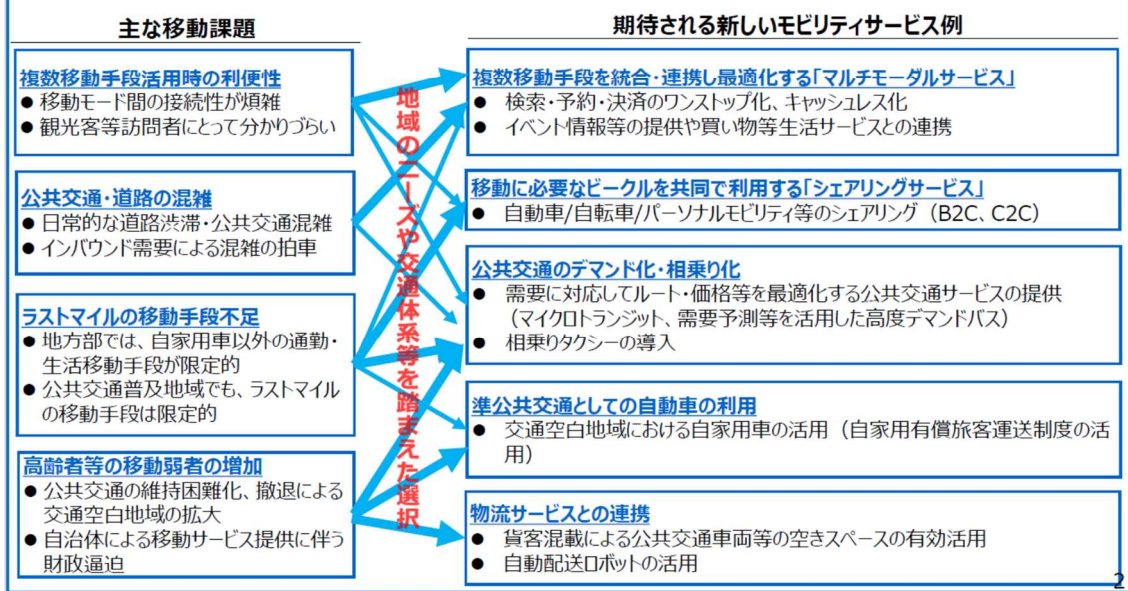 主な移動課題
期待される新しいモビリティサービス例
複数移動手段活用時の利便性
● 移動モード間の接続性が煩雑
● 観光客等訪問者にとって分かりづらい
公共交通・道路の混雑
● 日常的な道路渋滞・公共交通混雑
● インバウンド需要による混雑の拍車
ラストマイルの移動手段不足
● 地方部では、自家用車以外の通勤・
生活移動手段が限定的
● 公共交通普及地域でも、ラストマイル
の移動手段は限定的
高齢者等の移動弱者の増加
● 公共交通の維持困難化、撤退による
交通空白地域の拡大
● 自治体による移動サービス提供に伴う
財政逼迫
地域のニーズや交通体系等を踏まえた選択
複数移動手段を統合・連携し最適化する「マルチモーダルサービス」
● 検索・予約・決済のワンストップ化、キャッシュレス化
● イベント情報等の提供や買い物等生活サービスとの連携
移動に必要なビークルを共同で利用する「シェアリングサービス」
● 自動車/自転車/パーソナルモビリティ等のシェアリング（B2C、C2C）
公共交通のデマンド化・相乗り化
● 需要に対応してルート・価格等を最適化する公共交通サービスの提供
（マイクロトランジット、需要予測等を活用した高度デマンドバス）
● 相乗りタクシーの導入
準公共交通としての自動車の利用
● 交通空白地域における自家用車の活用（自家用有償旅客運送制度の活
用）
物流サービスとの連携
● 貨客混載による公共交通車両等の空きスペースの有効活用
● 自動配送ロボットの活用
2